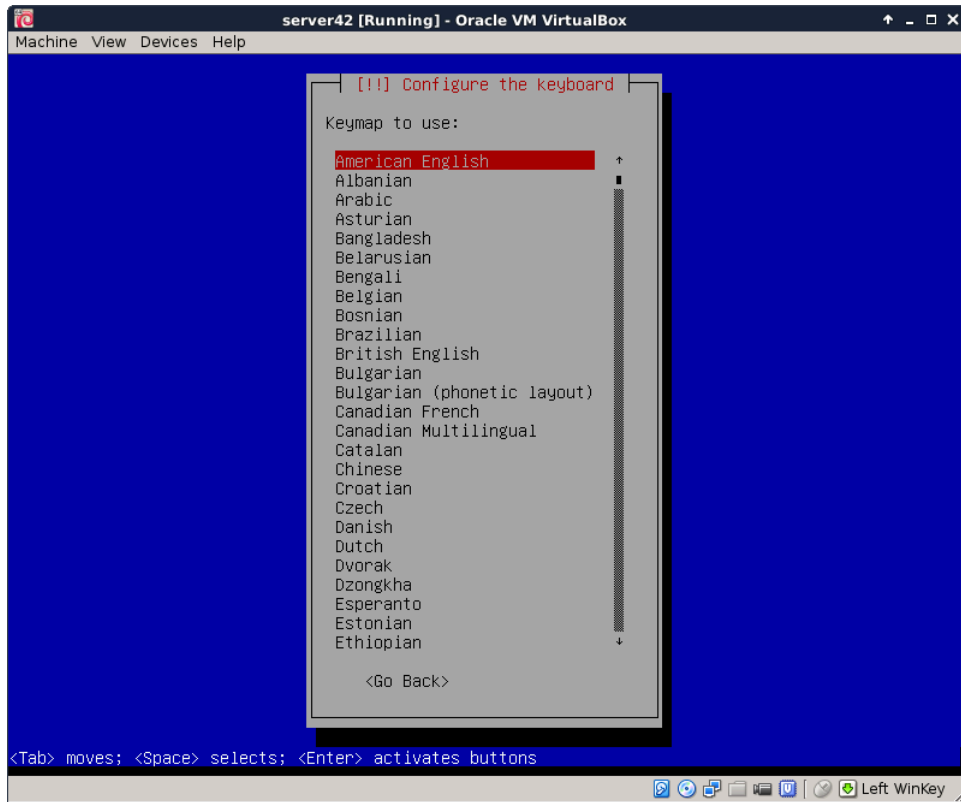 server42 [Running] - Oracle VM VirtualBox
Machine View Devices Help
[!!] Configure the keyboard
Keymap to use:
American English
Albanian
Arabic
Asturian
Bangladesh
Belarusian
Bengali
Belgian
Bosnian
Brazilian
British English
Bulgarian
Bulgarian (phonetic layout)
Canadian French
Canadian Multilingual
Catalan
Chinese
Croatian
Czech
Danish
Dutch
Dvorak
Dzongkha
Esperanto
Estonian
Ethiopian
<Go Back>
<Tab> moves; <Space> selects; <Enter> activates buttons
Left WinKey